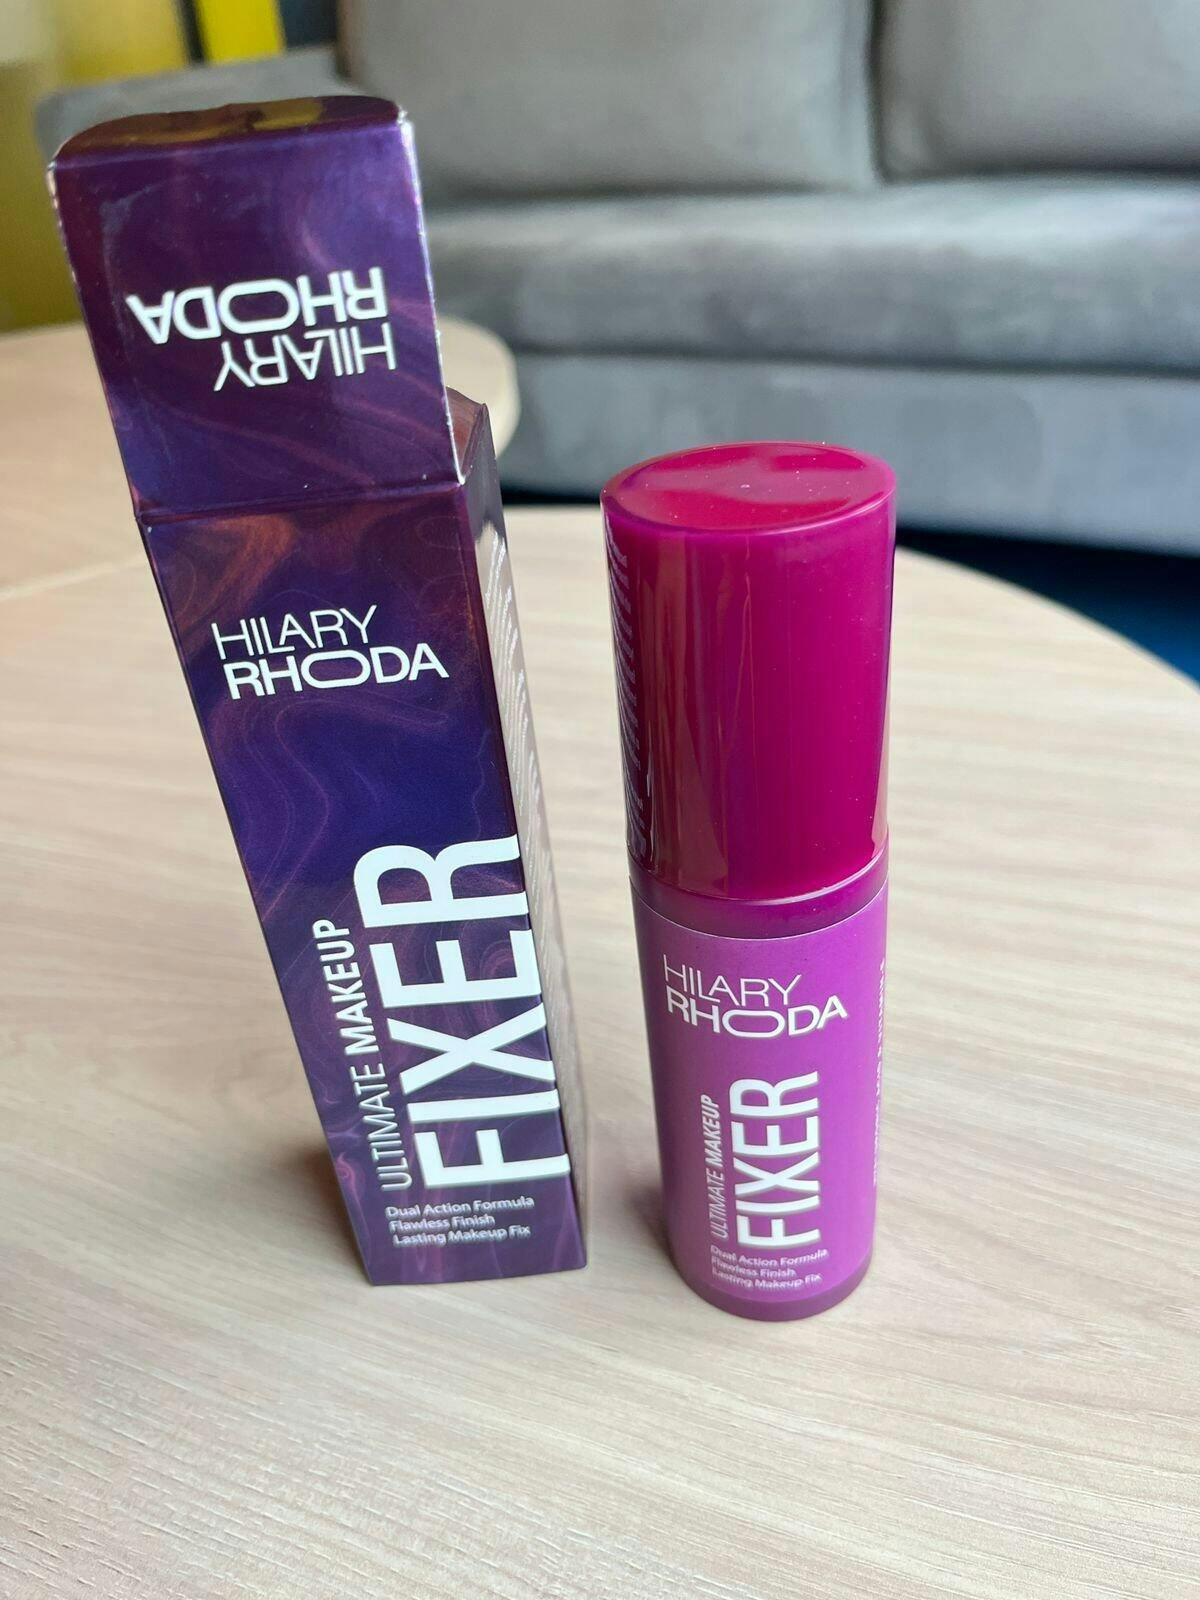 HILARY
RHODA
HILARY
RHODA
ULTIMATE MAKEUP
FIXER
Dual Action Formula
Flawless Finish
Lasting Makeup Fix
HILARY
RHODA
ULTIMATE MAKEUP
FIXER
Dual Action Formula
Flawless Finish
Lasting Makeup Fix